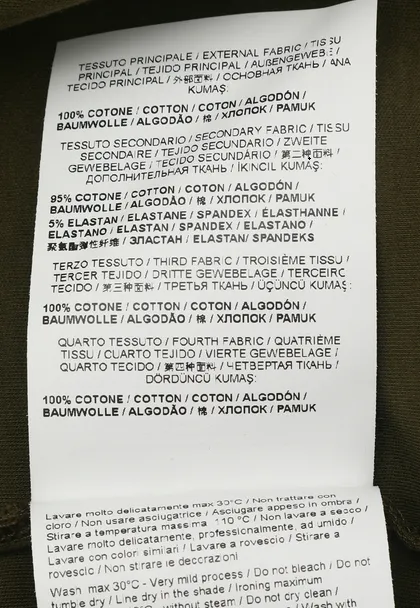 TESSUTO PRINCIPALE / EXTERNAL FABRIC / TISSU
PRINCIPAL / TEJIDO PRINCIPAL / AUßENGEWEBE /
TECIDO PRINCIPAL / 外部面料 / ОСНОВНАЯ ТКАНЬ / ANA
KUMAŞ:
100% COTONE / COTTON / COTON / ALGODÓN /
BAUMWOLLE / ALGODÃO / 棉 / ХЛОПОК / PAMUK
TESSUTO SECONDARIO / SECONDARY FABRIC / TISSU
SECONDAIRE / TEJIDO SECUNDARIO / ZWEITE
GEWEBELAGE / TECIDO SECUNDÁRIO / 第二种面料 /
ДОПОЛНИТЕЛЬНАЯ ТКАНЬ / İKİNCİL KUMAŞ:
95% COTONE / COTTON / COTON / ALGODÓN /
BAUMWOLLE / ALGODÃO / 棉 / ХЛОПОК / PAMUK
5% ELASTAN / ELASTANE / SPANDEX / ÉLASTHANNE /
ELASTANO / ELASTAN / SPANDEX / ELASTANO /
聚氨酯弹性纤维 / ЭЛАСТАН / ELASTAN/ SPANDEKS
TERZO TESSUTO / THIRD FABRIC / TROISIÈME TISSU /
TERCER TEJIDO / DRITTE GEWEBELAGE / TERCEIRO
TECIDO / 第三种面料 / ТРЕТЬЯ ТКАНЬ / ÜÇÜNCÜ KUMAŞ:
100% COTONE / COTTON / COTON / ALGODÓN /
BAUMWOLLE / ALGODÃO / 棉 / ХЛОПОК / PAMUK
QUARTO TESSUTO / FOURTH FABRIC / QUATRIÈME
TISSU / CUARTO TEJIDO / VIERTE GEWEBELAGE /
QUARTO TECIDO / 第四种面料 / ЧЕТВЕРТАЯ ТКАНЬ /
DÖRDÜNCÜ KUMAŞ:
100% COTONE / COTTON / COTON / ALGODÓN /
BAUMWOLLE / ALGODÃO / 棉 / ХЛОПОК / PAMUK
Lavare molto delicatamente max 30°C / Non trattare con
cloro / Non usare asciugatrice / Asciugare appeso in ombra /
Stirare a temperatura massima 110°C / Non lavare a secco /
Lavare molto delicatamente, professionalmente, ad umido /
Lavare con colori similari / Lavare a rovescio / Stirare a
rovescio / Non stirare le decorazioni
Wash max 30°C - Very mild process / Do not bleach / Do not
tumble dry / Line dry in the shade / Ironing maximum
without steam / Do not dry clean /
/ Wash with